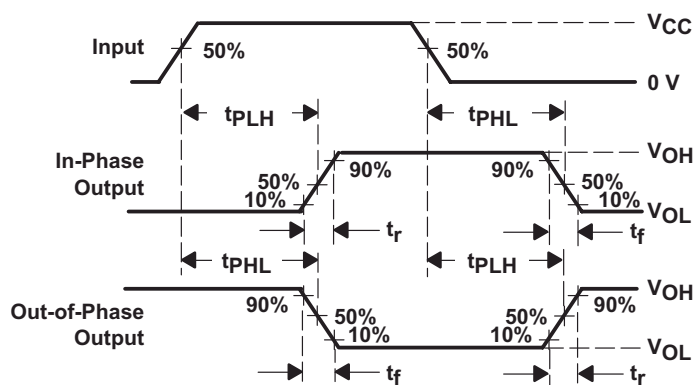 VCC
Input
50%
50%
0 V
tPLH
tPHL
In-Phase
Output
VOH
90%
90%
50%
50%
10%
10%
VOL
tr
tf
tPHL
tPLH
Out-of-Phase
Output
VOH
90%
90%
50%
50%
10%
10%
VOL
tf
tr